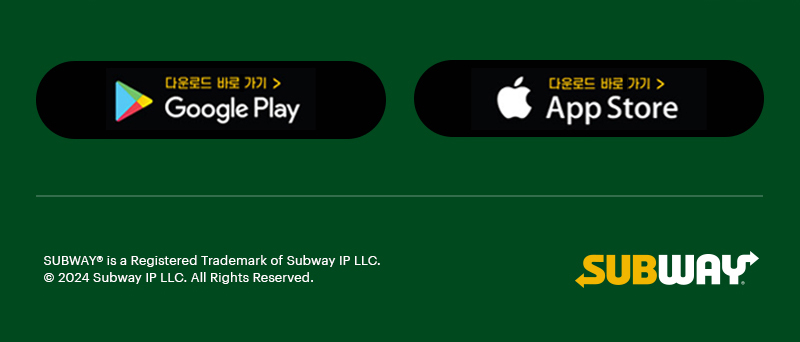 다운로드 바로 가기 >
Google Play
다운로드 바로 가기 >
App Store
SUBWAY® is a Registered Trademark of Subway IP LLC.
© 2024 Subway IP LLC. All Rights Reserved.
SUBWAY®